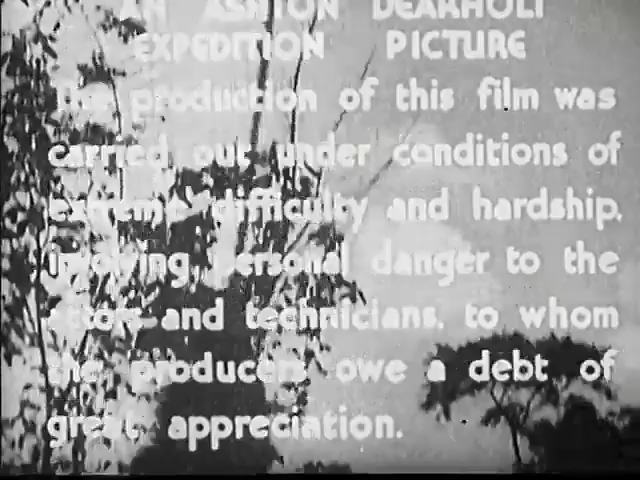 AN ASHTON DEARHOLT
EXPEDITION PICTURE
The production of this film was
carried out under conditions of
extreme difficulty and hardship,
involving personal danger to the
actors and technicians, to whom
the producers owe a debt of
great appreciation.